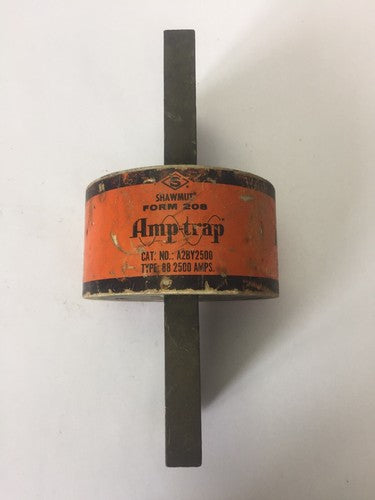 S
SHAWMUT
FORM 208
Amp-trap
CAT. NO.: A2BY2500
TYPE: BB 2500 AMPS.